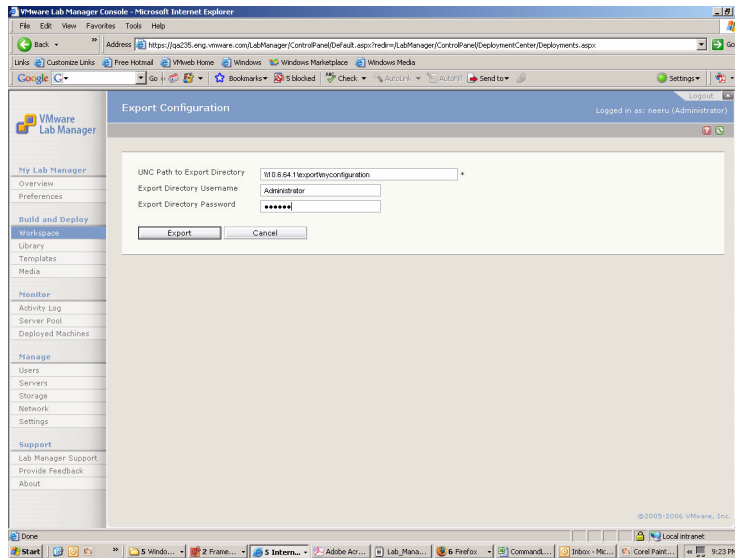 VMware Lab Manager Console - Microsoft Internet Explorer
File Edit View Favorites Tools Help
Back » Address https://qa235.eng.vmware.com/LabManager/ControlPanel/Default.aspx?redir=/LabManager/ControlPanel/DeploymentCenter/Deployments.aspx Go
Links Customize Links Free Hotmail VMweb Home Windows Windows Marketplace Windows Media
Google G Go Bookmarks 5 blocked Check AutoLink AutoFill Send to Settings
Logout
Export Configuration
Logged in as: neeru (Administrator)
VMware
Lab Manager
My Lab Manager
Overview
Preferences
Build and Deploy
Workspace
Library
Templates
Media
Monitor
Activity Log
Server Pool
Deployed Machines
Manage
Users
Servers
Storage
Network
Settings
Support
Lab Manager Support
Provide Feedback
About
UNC Path to Export Directory \\10.6.64.1\export\myconfiguration *
Export Directory Username Administrator
Export Directory Password ●●●●●●
Export Cancel
©2005-2006 VMware, Inc.
Done Local intranet
Start » 5 Windo... 2 Frame... 5 Intern... Adobe Acr... Lab_Mana... 6 Firefox CommandL... Inbox - Mic... Corel Paint... « 9:23 PM